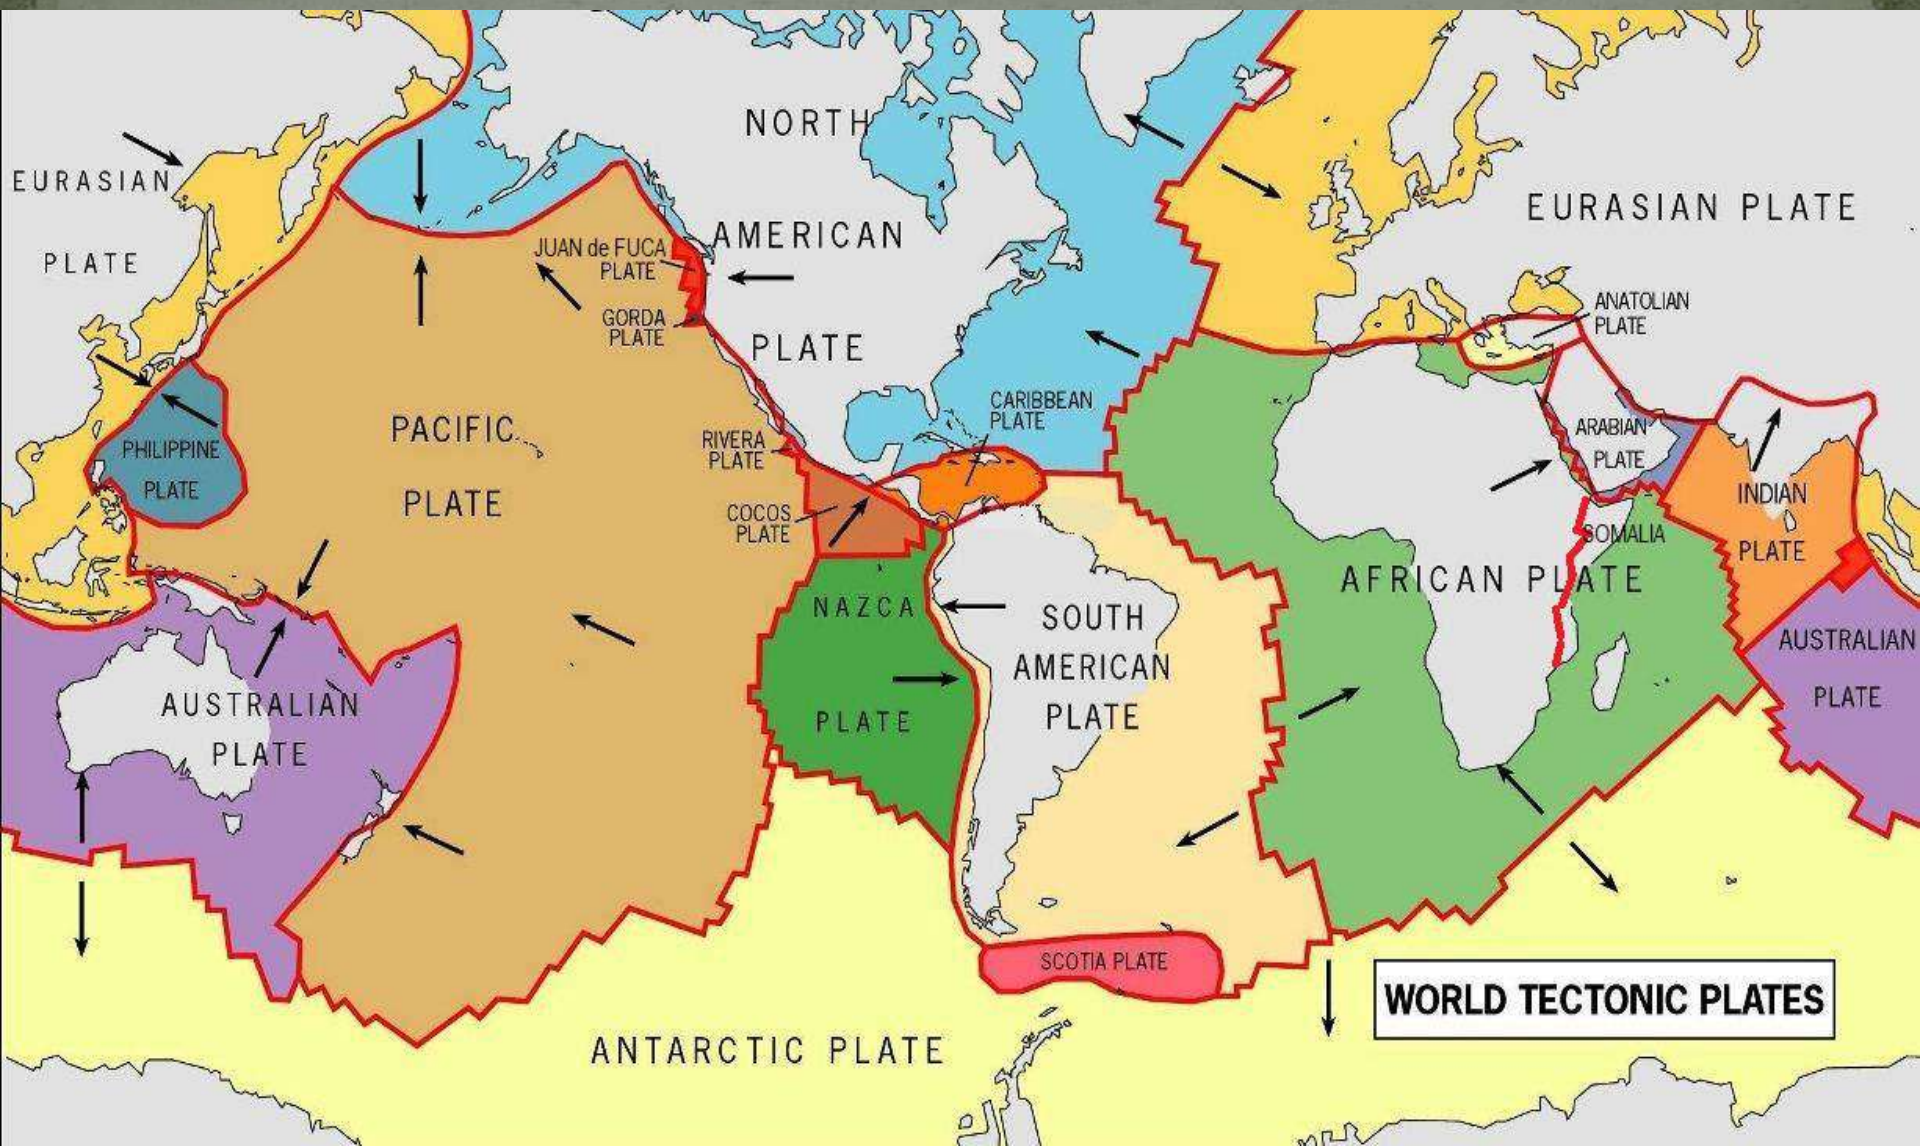 NORTH
AMERICAN
PLATE
EURASIAN
PLATE
EURASIAN PLATE
JUAN de FUCA
PLATE
GORDA
PLATE
ANATOLIAN
PLATE
PACIFIC
PLATE
PHILIPPINE
PLATE
RIVERA
PLATE
CARIBBEAN
PLATE
COCOS
PLATE
ARABIAN
PLATE
INDIAN
PLATE
SOMALIA
AFRICAN PLATE
NAZCA
PLATE
SOUTH
AMERICAN
PLATE
AUSTRALIAN
PLATE
AUSTRALIAN
PLATE
SCOTIA PLATE
ANTARCTIC PLATE
WORLD TECTONIC PLATES